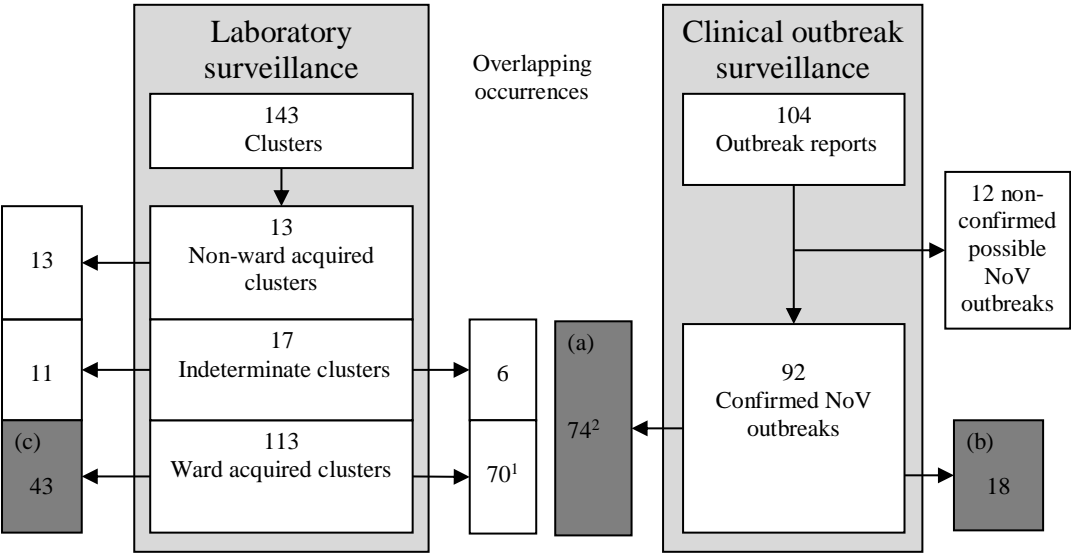 Laboratory
surveillance
Overlapping
occurrences
Clinical outbreak
surveillance
143
Clusters
104
Outbreak reports
12 non-
confirmed
possible
NoV
outbreaks
13
13
Non-ward acquired
clusters
11
17
Indeterminate clusters
6
(a)
74²
92
Confirmed NoV
outbreaks
(c)
43
113
Ward acquired clusters
70¹
(b)
18